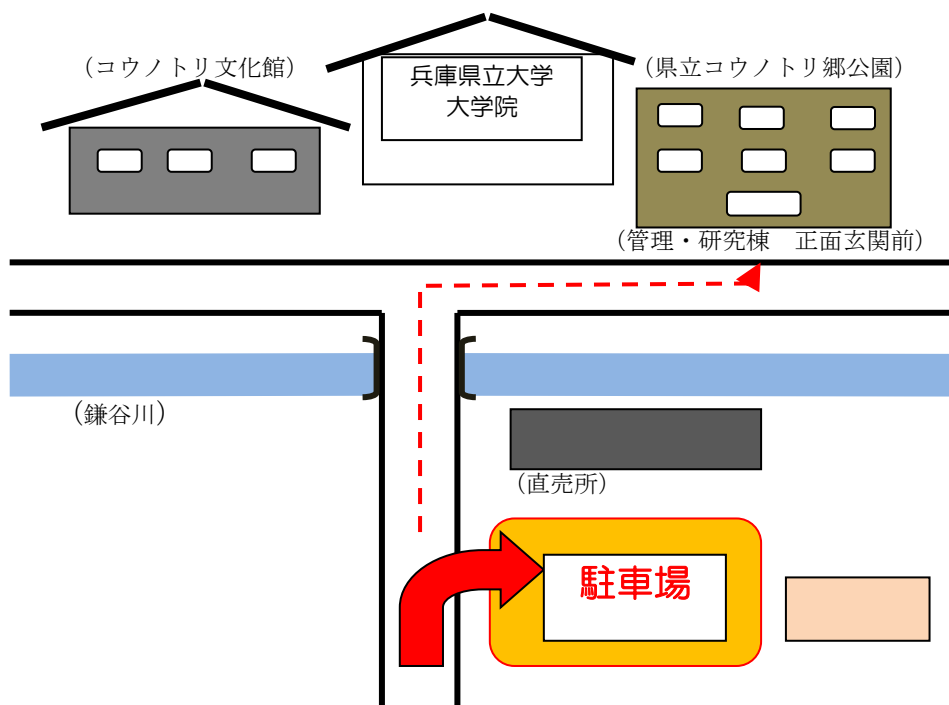 (コウノトリ文化館)
兵庫県立大学
大学院
(県立コウノトリ郷公園)
(管理・研究棟　正面玄関前)
(鎌谷川)
(直売所)
駐車場